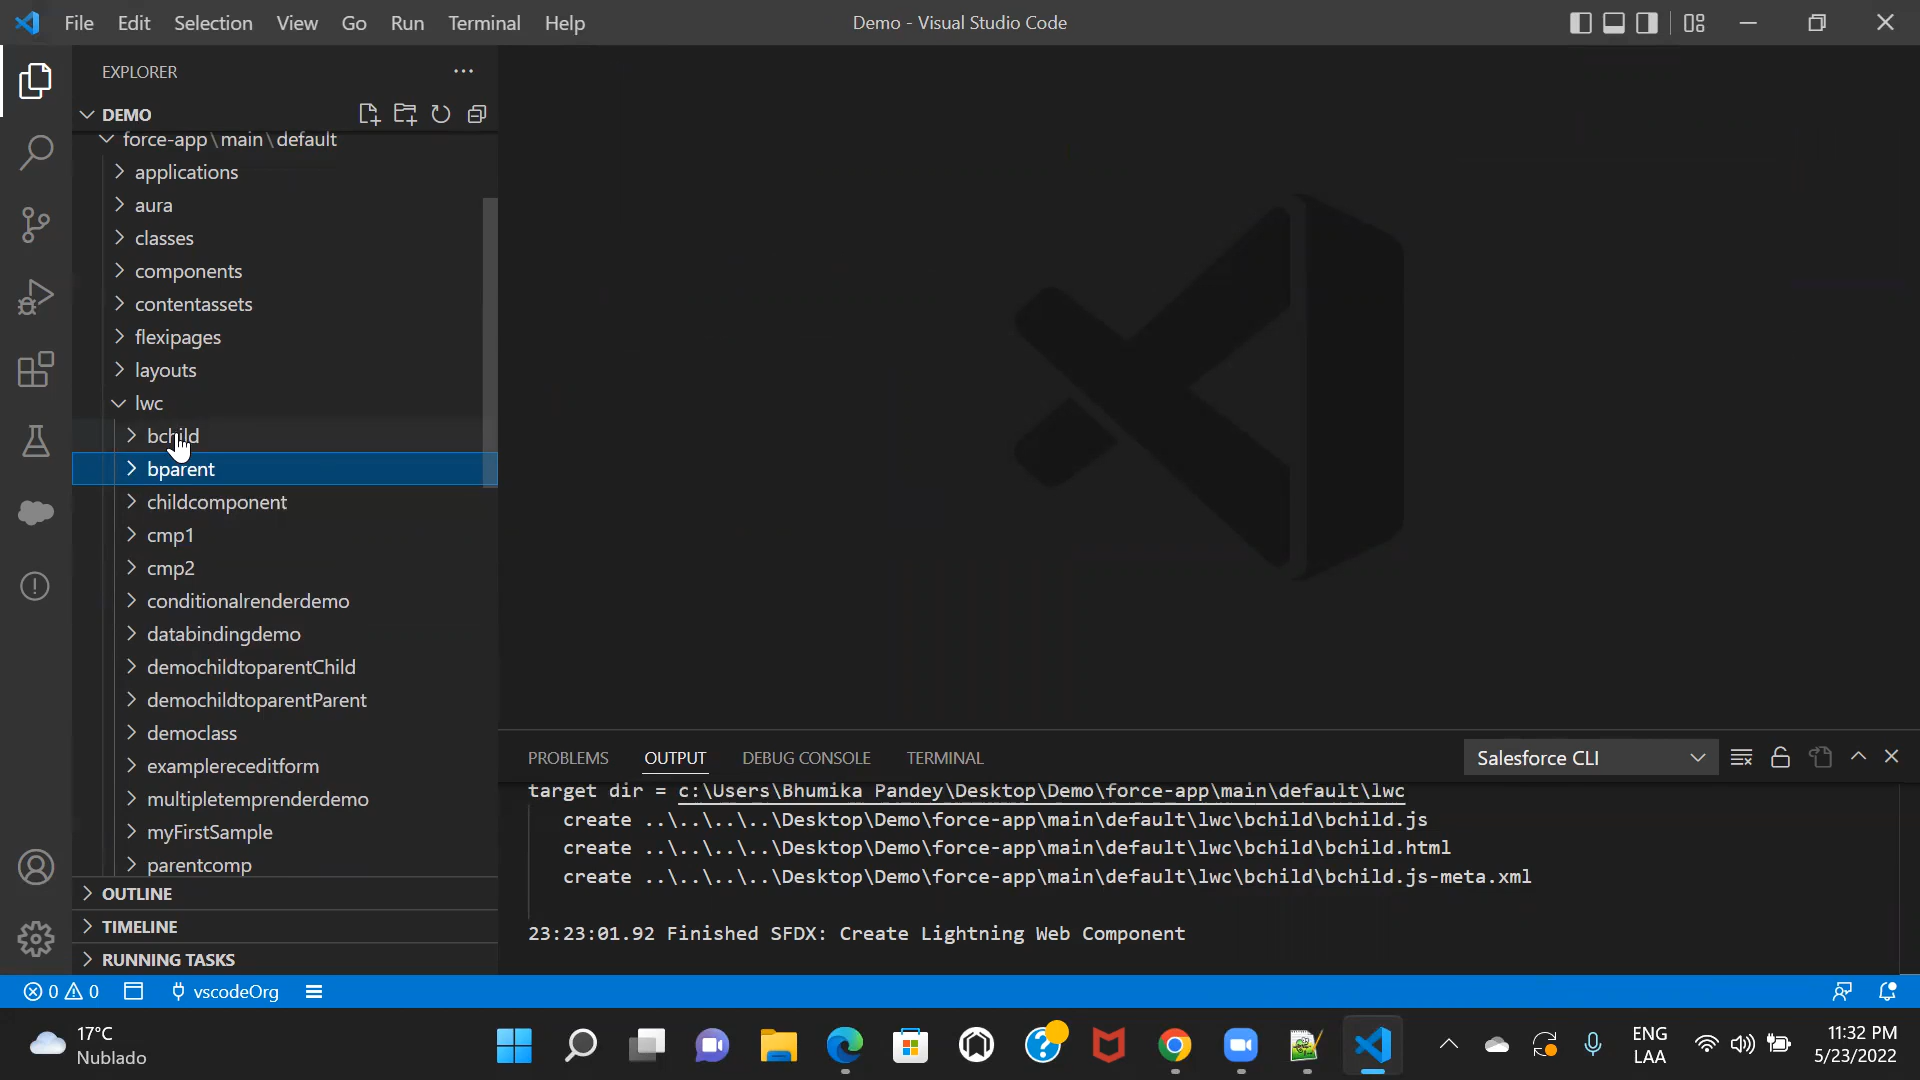 File Edit Selection View Go Run Terminal Help
Demo - Visual Studio Code
EXPLORER
DEMO
force-app\main\default
applications
aura
classes
components
contentassets
flexipages
layouts
lwc
bchild
bparent
childcomponent
cmp1
cmp2
conditionalrenderdemo
databindingdemo
demochildtoparentChild
demochildtoparentParent
democlass
examplereceditform
multipletemprenderdemo
myFirstSample
parentcomp
OUTLINE
TIMELINE
RUNNING TASKS
PROBLEMS OUTPUT DEBUG CONSOLE TERMINAL
Salesforce CLI
target dir = c:\Users\Bhumika Pandey\Desktop\Demo\force-app\main\default\lwc
create ..\..\..\..\Desktop\Demo\force-app\main\default\lwc\bchild\bchild.js
create ..\..\..\..\Desktop\Demo\force-app\main\default\lwc\bchild\bchild.html
create ..\..\..\..\Desktop\Demo\force-app\main\default\lwc\bchild\bchild.js-meta.xml
23:23:01.92 Finished SFDX: Create Lightning Web Component
0 0 vscodeOrg
17°C
Nublado
ENG
LAA
11:32 PM
5/23/2022